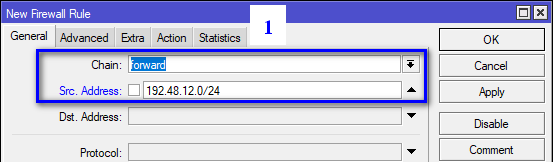 New Firewall Rule
General Advanced Extra Action Statistics 1 OK
Chain: forward Cancel
Src. Address: 192.48.12.0/24 Apply
Dst. Address: Disable
Protocol: Comment